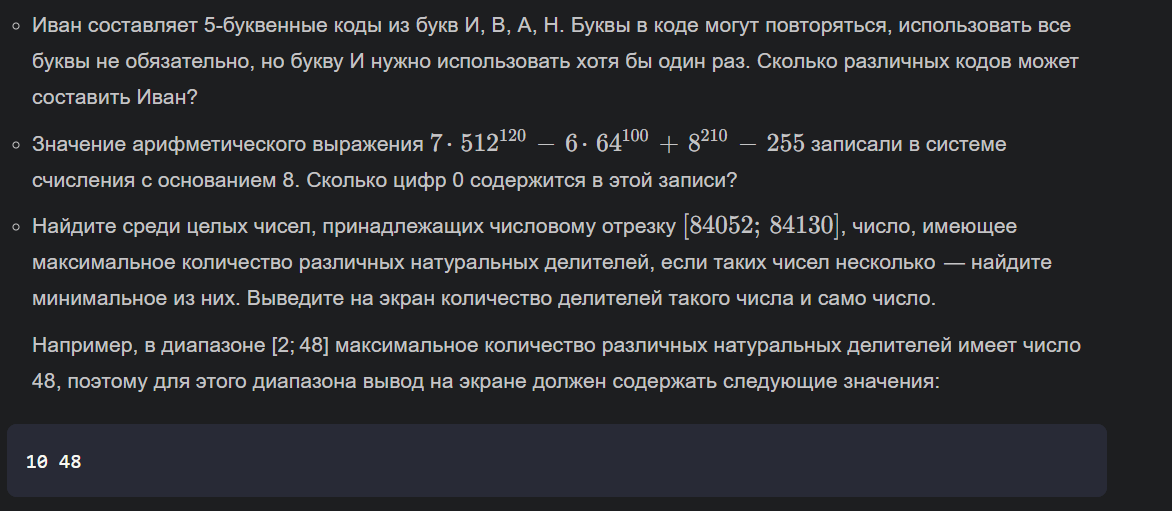 Иван составляет 5-буквенные коды из букв И, В, А, Н. Буквы в коде могут повторяться, использовать все
буквы не обязательно, но букву И нужно использовать хотя бы один раз. Сколько различных кодов может
составить Иван?
Значение арифметического выражения 7 · 512^120 − 6 · 64^100 + 8^210 − 255 записали в системе
счисления с основанием 8. Сколько цифр 0 содержится в этой записи?
Найдите среди целых чисел, принадлежащих числовому отрезку [84052; 84130], число, имеющее
максимальное количество различных натуральных делителей, если таких чисел несколько — найдите
минимальное из них. Выведите на экран количество делителей такого числа и само число.
Например, в диапазоне [2; 48] максимальное количество различных натуральных делителей имеет число
48, поэтому для этого диапазона вывод на экране должен содержать следующие значения:
10 48